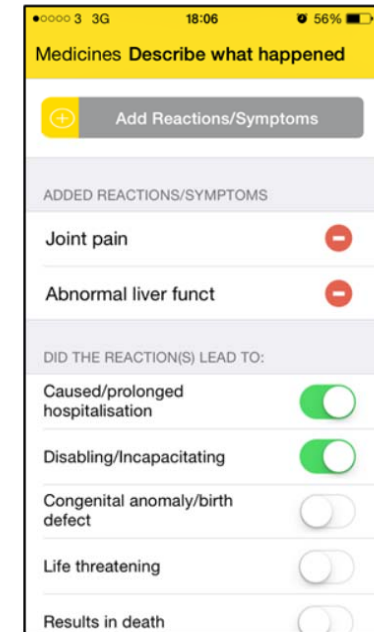 3 3G 18:06 56%
Medicines Describe what happened
Add Reactions/Symptoms
ADDED REACTIONS/SYMPTOMS
Joint pain
Abnormal liver funct
DID THE REACTION(S) LEAD TO:
Caused/prolonged
hospitalisation
Disabling/Incapacitating
Congenital anomaly/birth
defect
Life threatening
Results in death